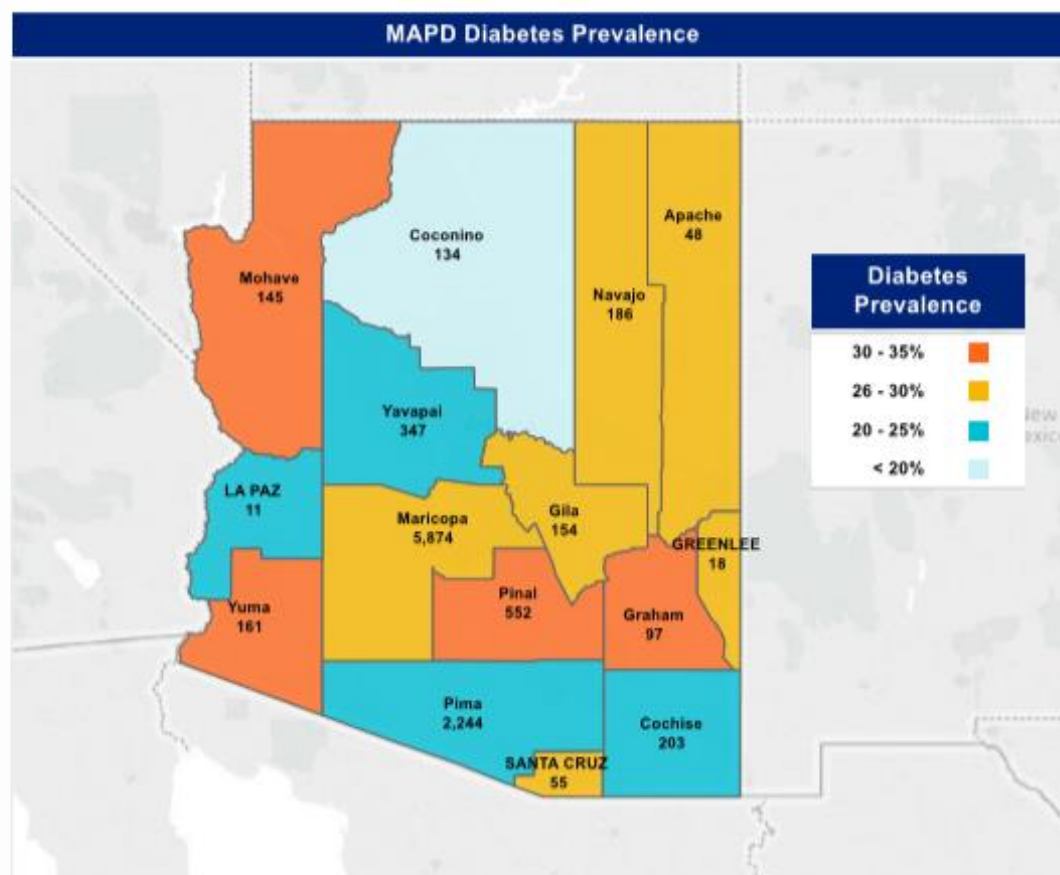 MAPD Diabetes Prevalence
Coconino
134
Apache
48
Mohave
145
Navajo
186
Diabetes
Prevalence
30 - 35%
26 - 30%
20 - 25%
< 20%
Yavapai
347
LA PAZ
11
Maricopa
5,874
Gila
154
GREENLEE
18
Yuma
161
Pinal
552
Graham
97
Pima
2,244
Cochise
203
SANTA CRUZ
55